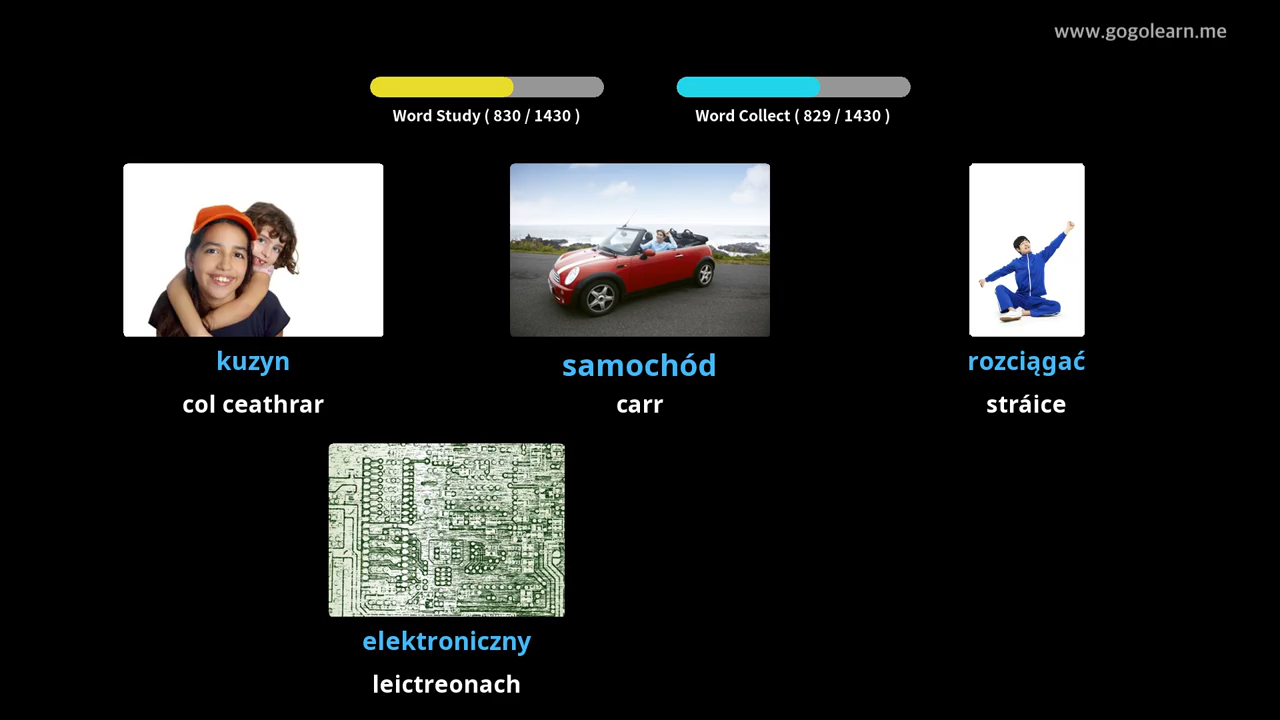 www.gogolearn.me
Word Study ( 830 / 1430 )
Word Collect ( 829 / 1430 )
kuzyn
col ceathrar
samochód
carr
rozciągać
stráice
elektroniczny
leictreonach